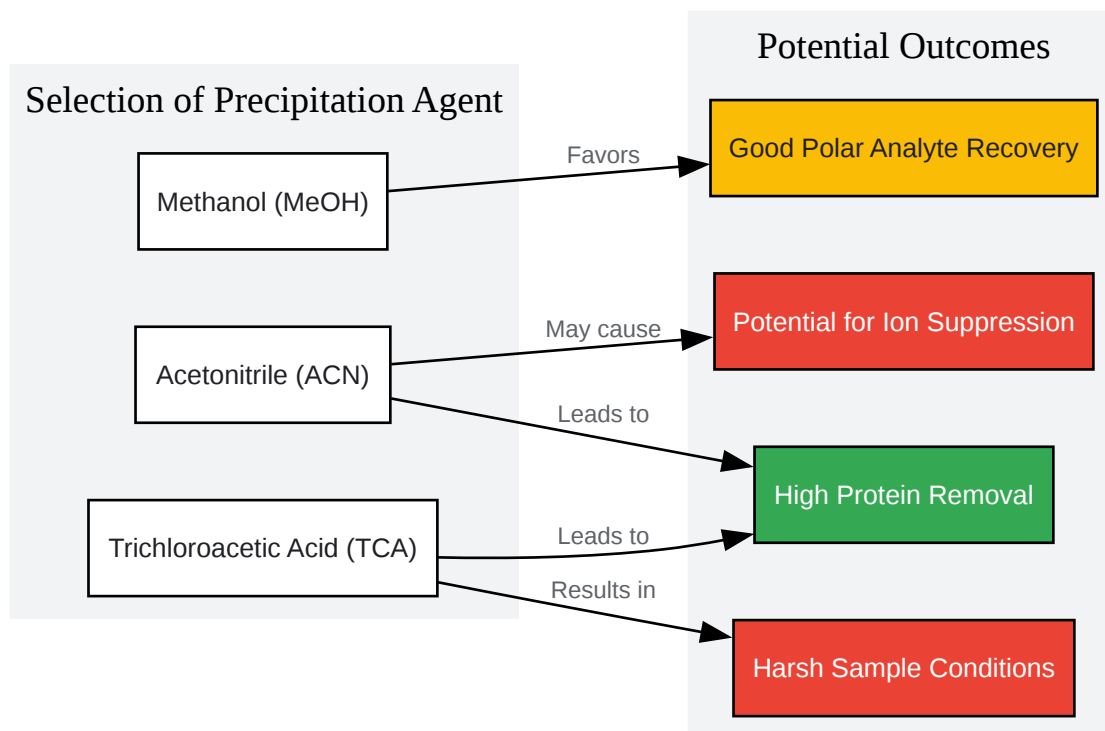 Selection of Precipitation Agent
Methanol (MeOH)
Acetonitrile (ACN)
Trichloroacetic Acid (TCA)
Favors
May cause
Leads to
Leads to
Results in
Potential Outcomes
Good Polar Analyte Recovery
Potential for Ion Suppression
High Protein Removal
Harsh Sample Conditions